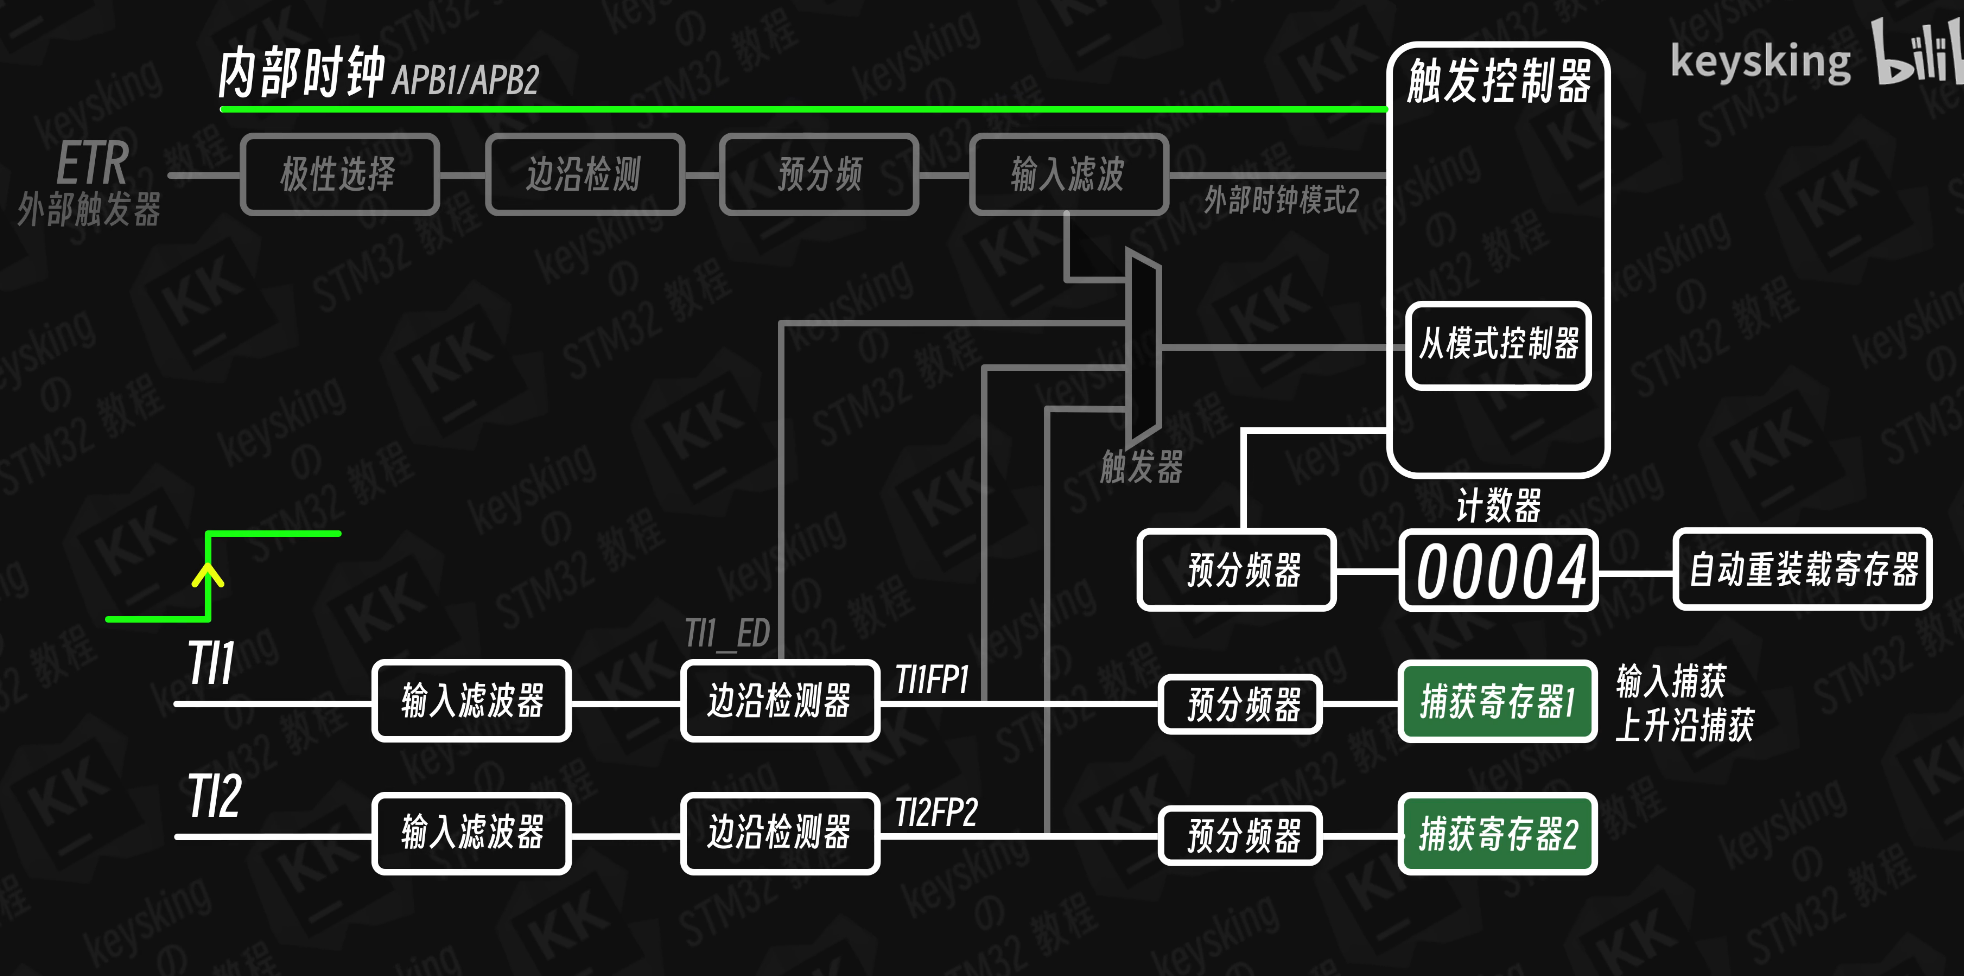 内部时钟 APB1/APB2
触发控制器
keysking
ETR
外部触发器
极性选择
边沿检测
预分频
输入滤波
外部时钟模式2
从模式控制器
触发器
计数器
预分频器
00004
自动重装载寄存器
TI1
TI1_ED
输入滤波器
边沿检测器
TI1FP1
预分频器
捕获寄存器1
输入捕获
上升沿捕获
TI2
输入滤波器
边沿检测器
TI2FP2
预分频器
捕获寄存器2